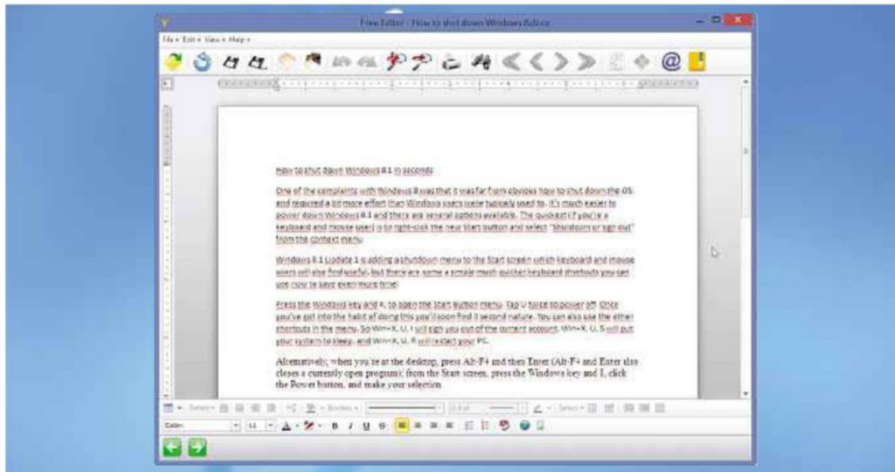 Free Editor - How to shut down Windows 8.docx
File Edit View Help
How to shut down Windows 8.1 in seconds
One of the complaints with Windows 8 was that it was far from obvious how to shut down the OS
and required a bit more effort than Windows users were typically used to. It's much easier to
power down Windows 8.1 and there are several options available. The quickest (if you're a
keyboard and mouse user) is to right-click the new Start button and select "Shutdown or sign out"
from the context menu.
Windows 8.1 Update 1 is adding a shutdown menu to the Start screen which keyboard and mouse
users will also find useful, but there are some a simple much quicker keyboard shortcuts you can
use now to save even more time.
Press the Windows key and X, to open the Start button menu. Tap U twice to power off. Once
you've got into the habit of doing this you'll soon find it second nature. You can also use the other
shortcuts in the menu. So Win+X, U, I will sign you out of the current account. Win+X, U, S will put
your system to sleep, and Win+X, U, R will restart your PC.
Alternatively, when you're at the desktop, press Alt-F4 and then Enter (Alt-F4 and Enter also
closes a currently open program); from the Start screen, press the Windows key and I, click
the Power button, and make your selection.
Delete Borders Select
Calibri 11 A B I U S